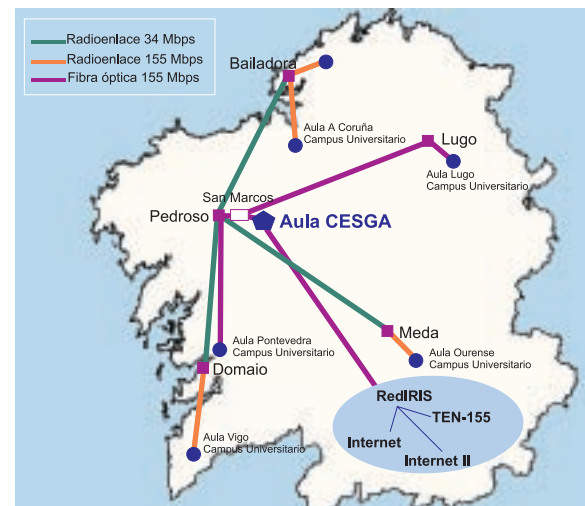 Radioenlace 34 Mbps
Radioenlace 155 Mbps
Fibra óptica 155 Mbps
Bailadora
Aula A Coruña
Campus Universitario
Lugo
Aula Lugo
Campus Universitario
San Marcos
Pedroso
Aula CESGA
Aula Pontevedra
Campus Universitario
Domaio
Meda
Aula Ourense
Campus Universitario
RedIRIS
TEN-155
Internet
Internet II
Aula Vigo
Campus Universitario